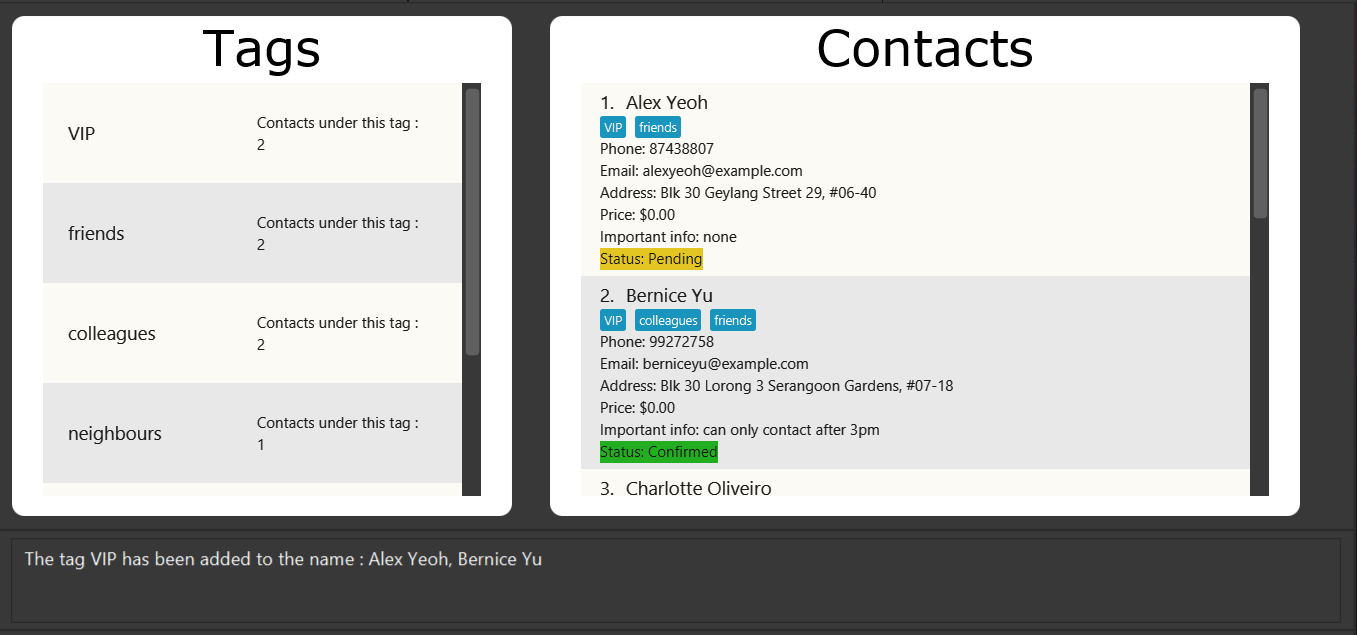 Tags
VIP
Contacts under this tag :
2
friends
Contacts under this tag :
2
colleagues
Contacts under this tag :
2
neighbours
Contacts under this tag :
1
Contacts
1. Alex Yeoh
VIP friends
Phone: 87438807
Email: alexyeoh@example.com
Address: Blk 30 Geylang Street 29, #06-40
Price: $0.00
Important info: none
Status: Pending
2. Bernice Yu
VIP colleagues friends
Phone: 99272758
Email: berniceyu@example.com
Address: Blk 30 Lorong 3 Serangoon Gardens, #07-18
Price: $0.00
Important info: can only contact after 3pm
Status: Confirmed
3. Charlotte Oliveiro
The tag VIP has been added to the name : Alex Yeoh, Bernice Yu